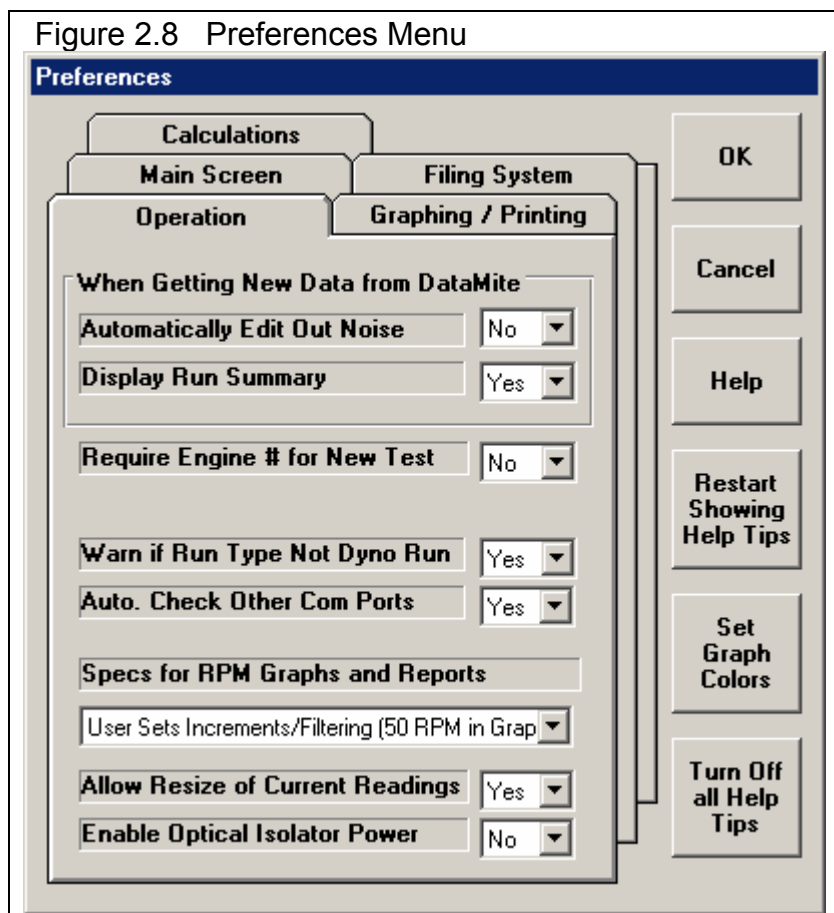 Figure 2.8 Preferences Menu
Preferences
Calculations
Main Screen
Filing System
Operation
Graphing / Printing
When Getting New Data from DataMite
Automatically Edit Out Noise
No
Display Run Summary
Yes
Require Engine # for New Test
No
Warn if Run Type Not Dyno Run
Yes
Auto. Check Other Com Ports
Yes
Specs for RPM Graphs and Reports
User Sets Increments/Filtering (50 RPM in Grap
Allow Resize of Current Readings
Yes
Enable Optical Isolator Power
No
OK
Cancel
Help
Restart
Showing
Help Tips
Set
Graph
Colors
Turn Off
all Help
Tips